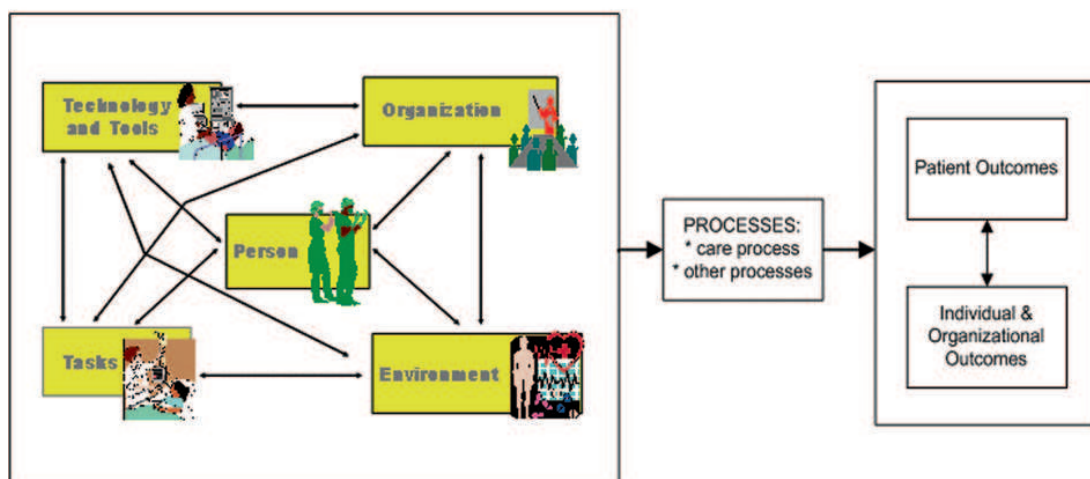 Technology
and Tools
Organization
Person
Tasks
Environment
PROCESSES:
* care process
* other processes
Patient Outcomes
Individual &
Organizational
Outcomes